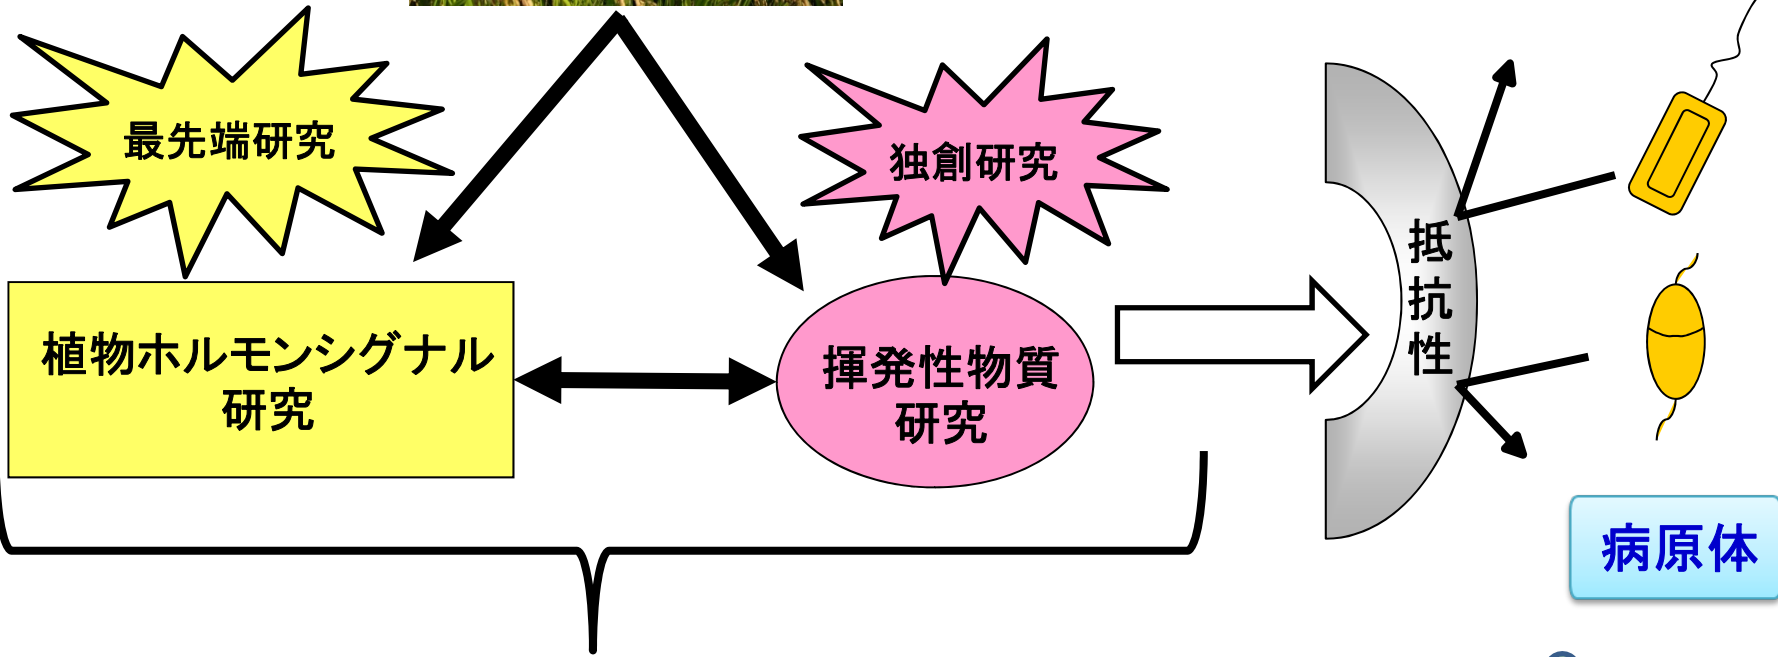 最先端研究
独創研究
植物ホルモンシグナル
研究
揮発性物質
研究
抵
抗
性
病原体